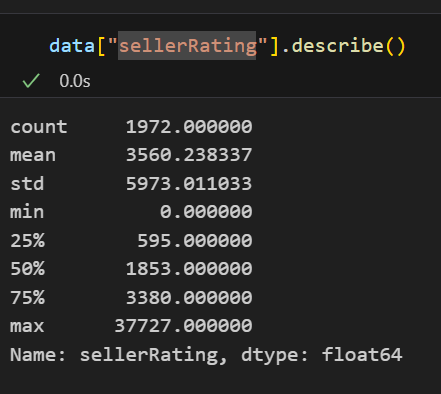 data["sellerRating"].describe()
0.0s
count 1972.000000
mean 3560.238337
std 5973.011033
min 0.000000
25% 595.000000
50% 1853.000000
75% 3380.000000
max 37727.000000
Name: sellerRating, dtype: float64